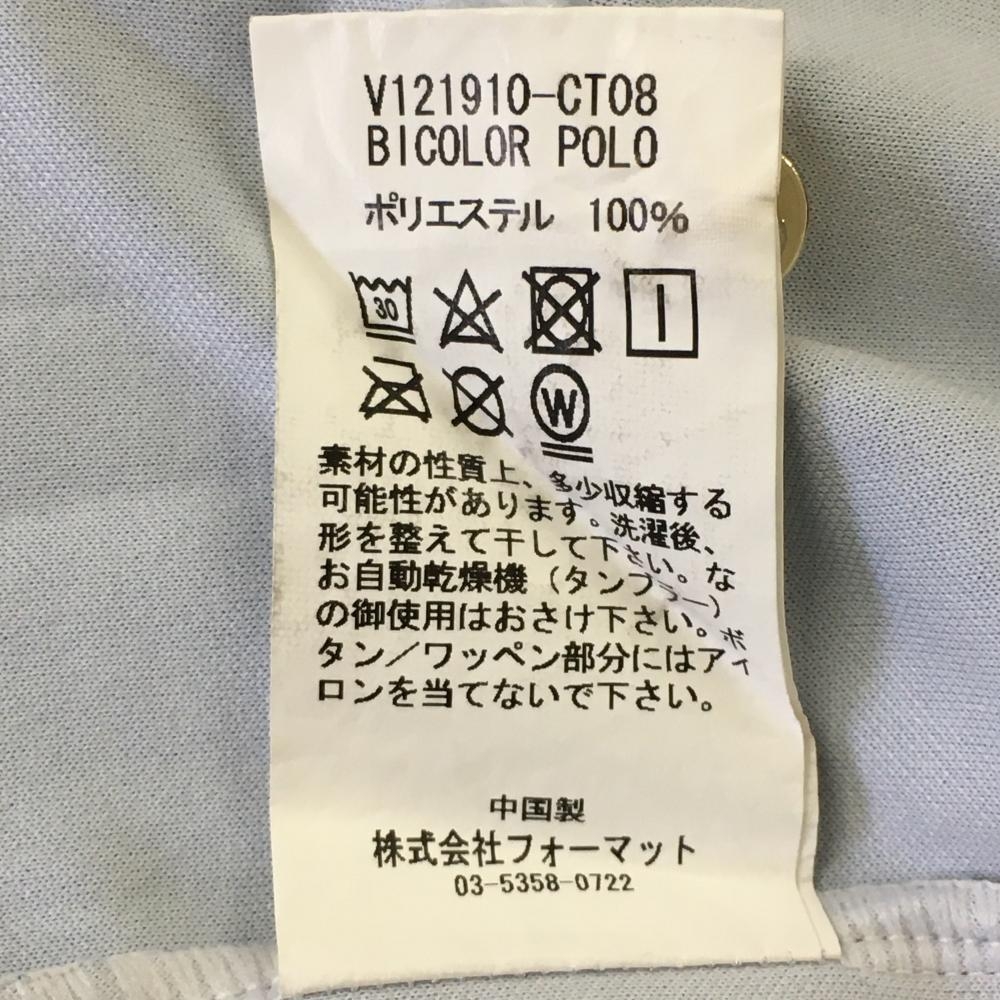 V121910-CT08
BICOLOR POLO
ポリエステル 100%
30
W
素材の性質上、多少収縮する
可能性があります。洗濯後、
形を整えて干して下さい。な
お自動乾燥機（タンブラー）
の御使用はおさけ下さい。ボ
タン／ワッペン部分にはアイ
ロンを当てないで下さい。
中国製
株式会社フォーマット
03-5358-0722